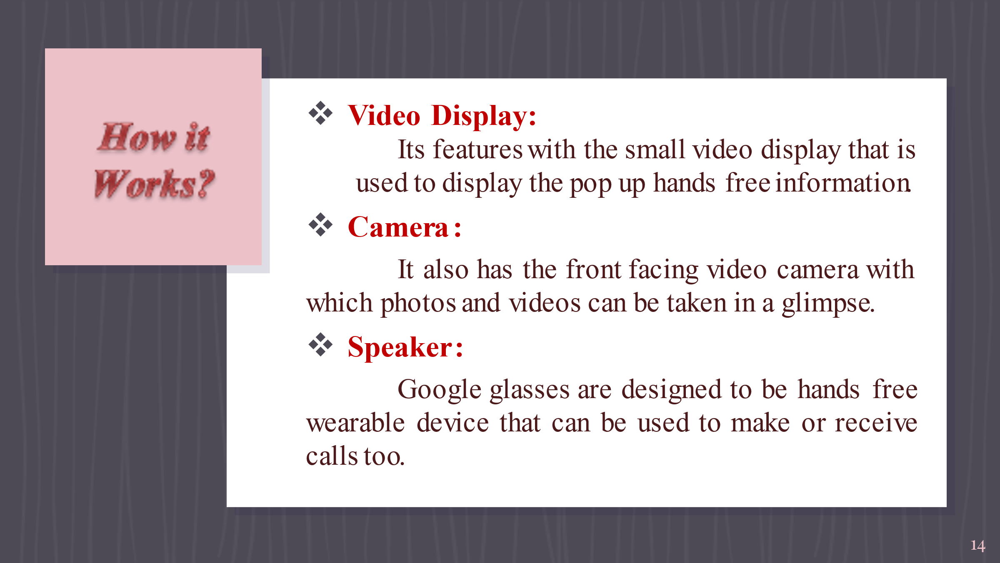 How it
Works?
❖ Video Display:
Its features with the small video display that is
used to display the pop up hands free information.
❖ Camera :
It also has the front facing video camera with
which photos and videos can be taken in a glimpse.
❖ Speaker :
Google glasses are designed to be hands free
wearable device that can be used to make or receive
calls too.
14